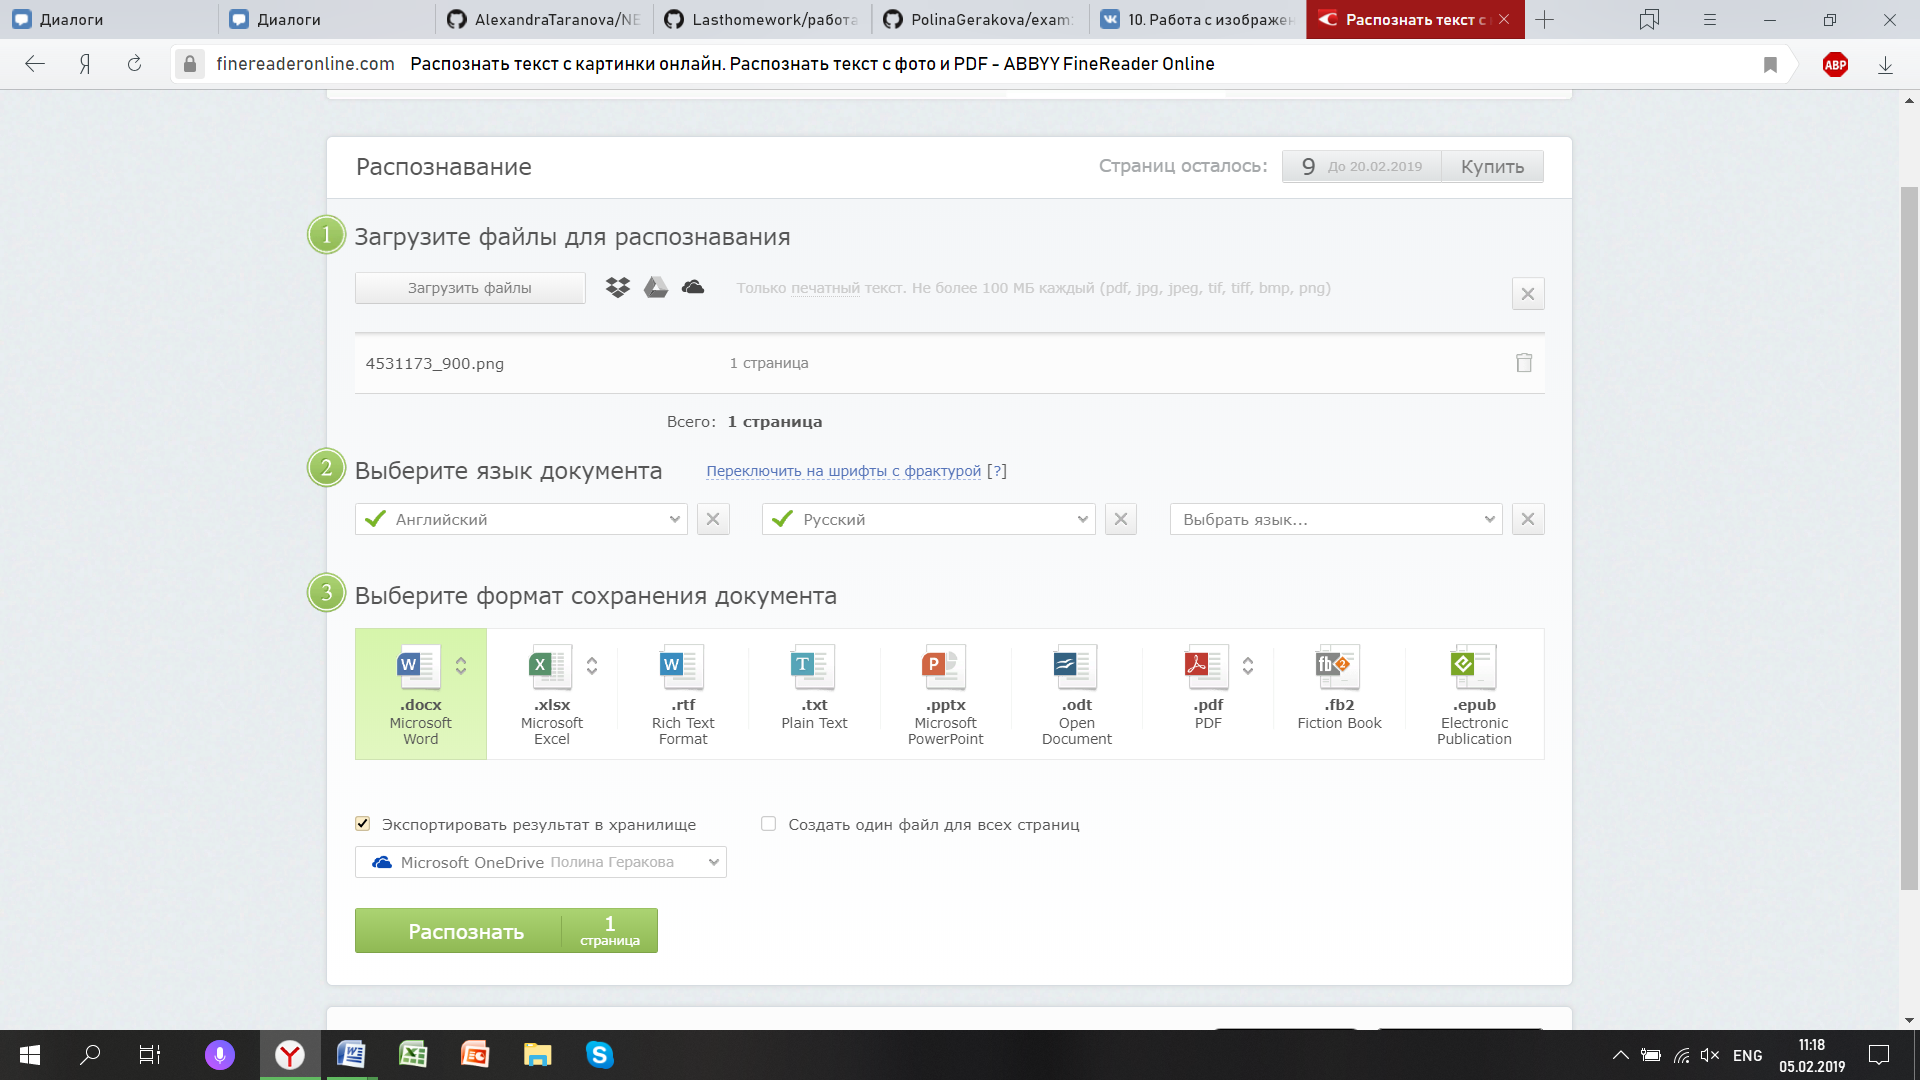 Диалоги
Диалоги
AlexandraTaranova/NE
Lasthomework/работа
PolinaGerakova/exam
10. Работа с изображен
Распознать текст с
finereaderonline.com Распознать текст с картинки онлайн. Распознать текст с фото и PDF - ABBYY FineReader Online
ABP
Распознавание
Страниц осталось: 9 До 20.02.2019 Купить
1 Загрузите файлы для распознавания
Загрузить файлы
Только печатный текст. Не более 100 МБ каждый (pdf, jpg, jpeg, tif, tiff, bmp, png)
4531173_900.png 1 страница
Всего: 1 страница
2 Выберите язык документа Переключить на шрифты с фрактурой [?]
Английский Русский Выбрать язык...
3 Выберите формат сохранения документа
.docx
Microsoft
Word
.xlsx
Microsoft
Excel
.rtf
Rich Text
Format
.txt
Plain Text
.pptx
Microsoft
PowerPoint
.odt
Open
Document
.pdf
PDF
.fb2
Fiction Book
.epub
Electronic
Publication
Экспортировать результат в хранилище
Создать один файл для всех страниц
Microsoft OneDrive Полина Геракова
Распознать 1
страница
ENG
11:18
05.02.2019